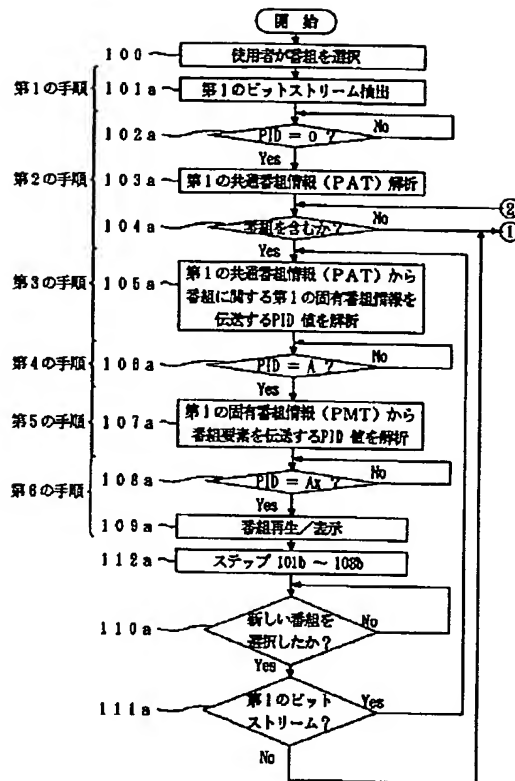 開始
100
使用者が番組を選択
第1の手順
101a
第1のビットストリーム抽出
102a
PID = 0 ?
No
Yes
第2の手順
103a
第1の共通番組情報（PAT）解析
②
104a
番組を含むか？
No
①
Yes
第3の手順
105a
第1の共通番組情報（PAT）から
番組に関する第1の固有番組情報を
伝送するPID 値を解析
第4の手順
106a
PID = A ?
No
Yes
第5の手順
107a
第1の固有番組情報（PMT）から
番組要素を伝送するPID 値を解析
第6の手順
108a
PID = Ax ?
No
Yes
109a
番組再生／表示
112a
ステップ 101b ～ 108b
110a
新しい番組を
選択したか？
No
Yes
111a
第1のビット
ストリーム？
Yes
No